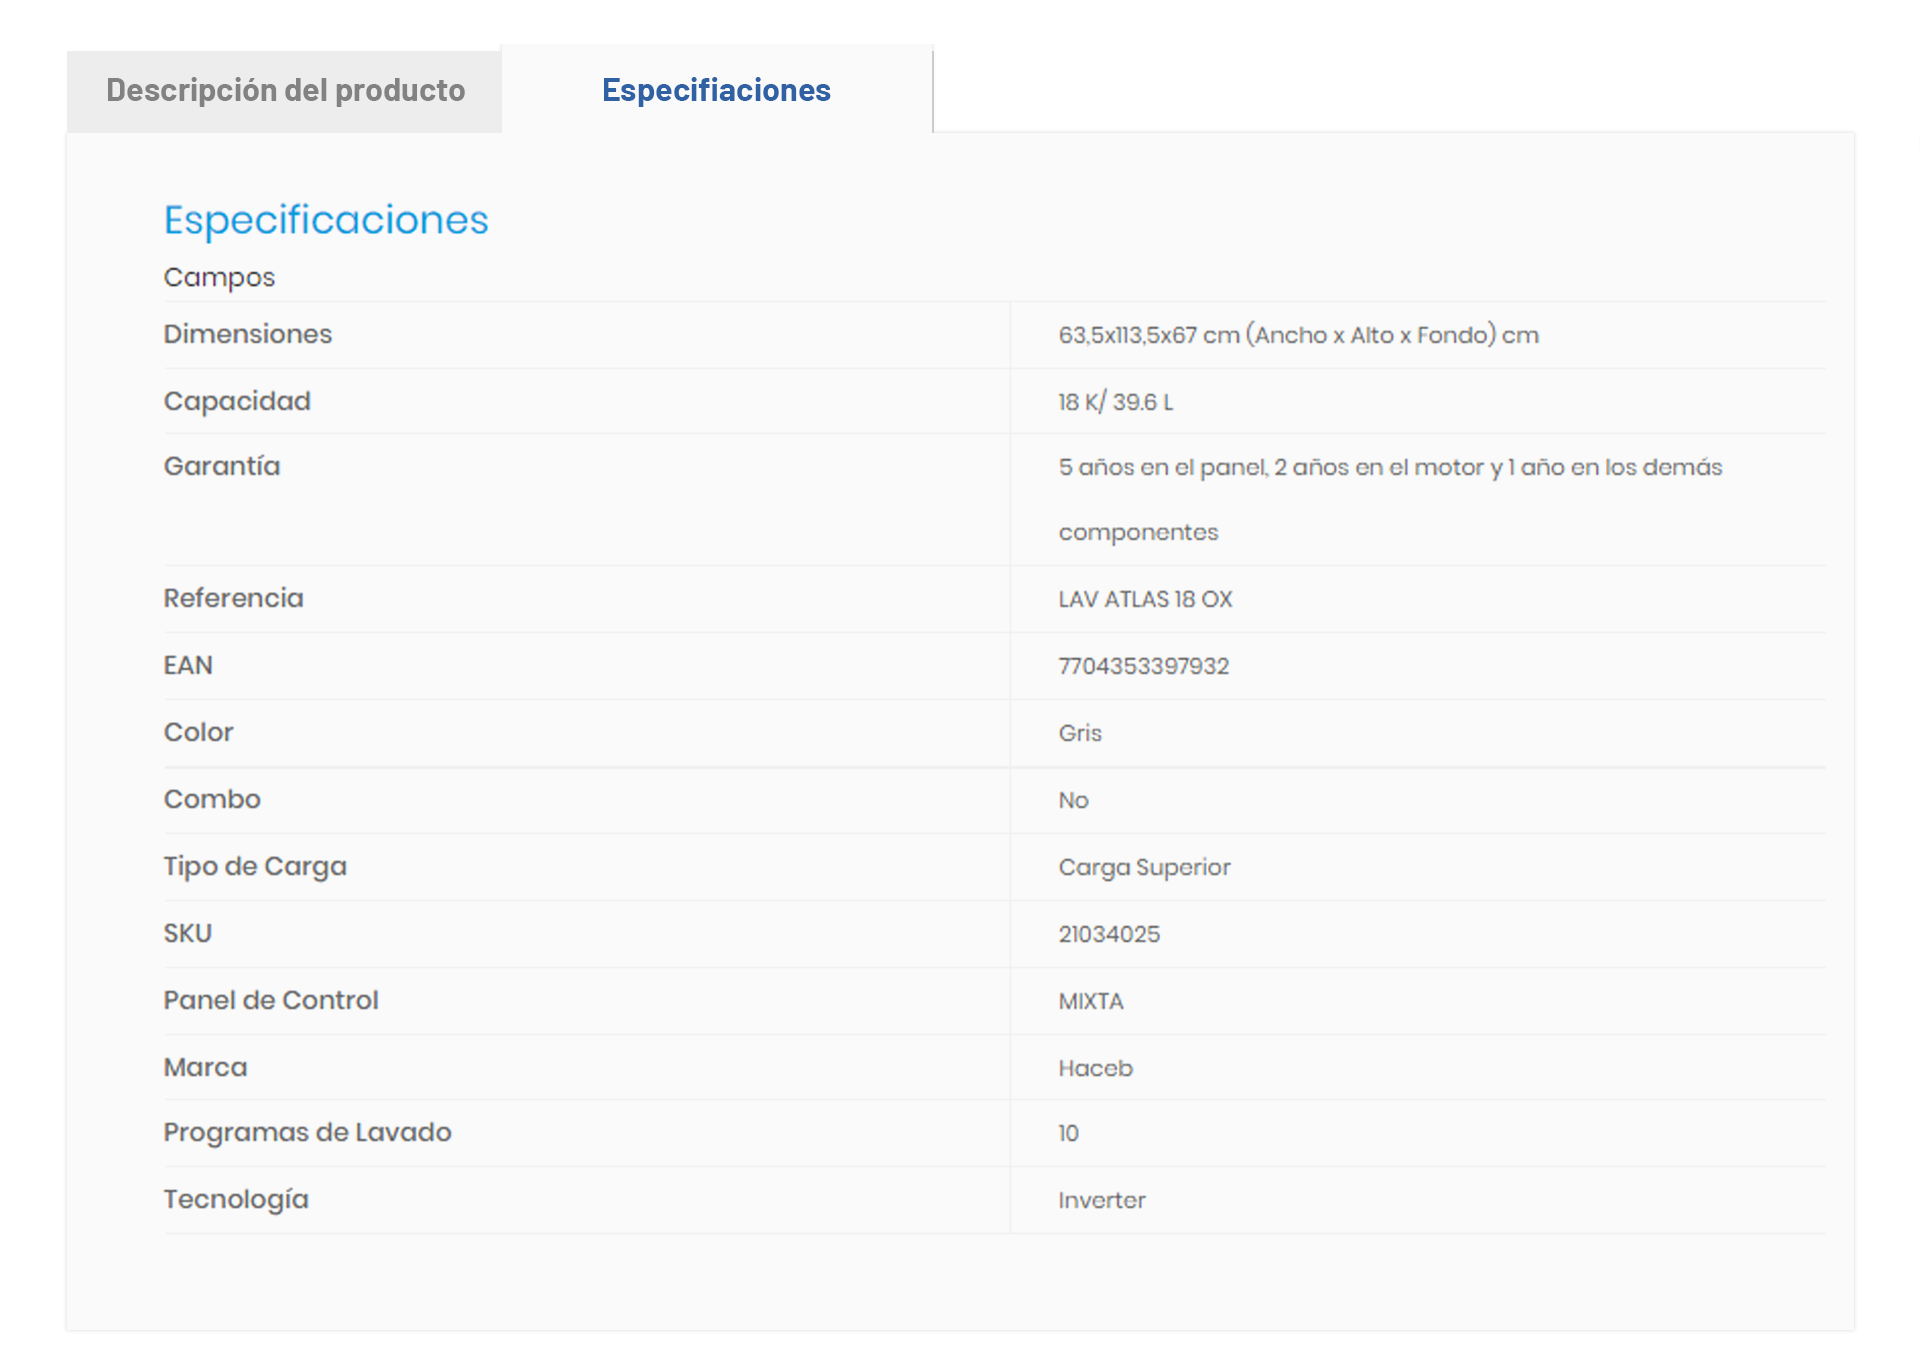 Descripción del producto
Especifiaciones
Especificaciones
Campos
Dimensiones
63,5x113,5x67 cm (Ancho x Alto x Fondo) cm
Capacidad
18 K/ 39.6 L
Garantía
5 años en el panel, 2 años en el motor y 1 año en los demás
componentes
Referencia
LAV ATLAS 18 OX
EAN
7704353397932
Color
Gris
Combo
No
Tipo de Carga
Carga Superior
SKU
21034025
Panel de Control
MIXTA
Marca
Haceb
Programas de Lavado
10
Tecnología
Inverter